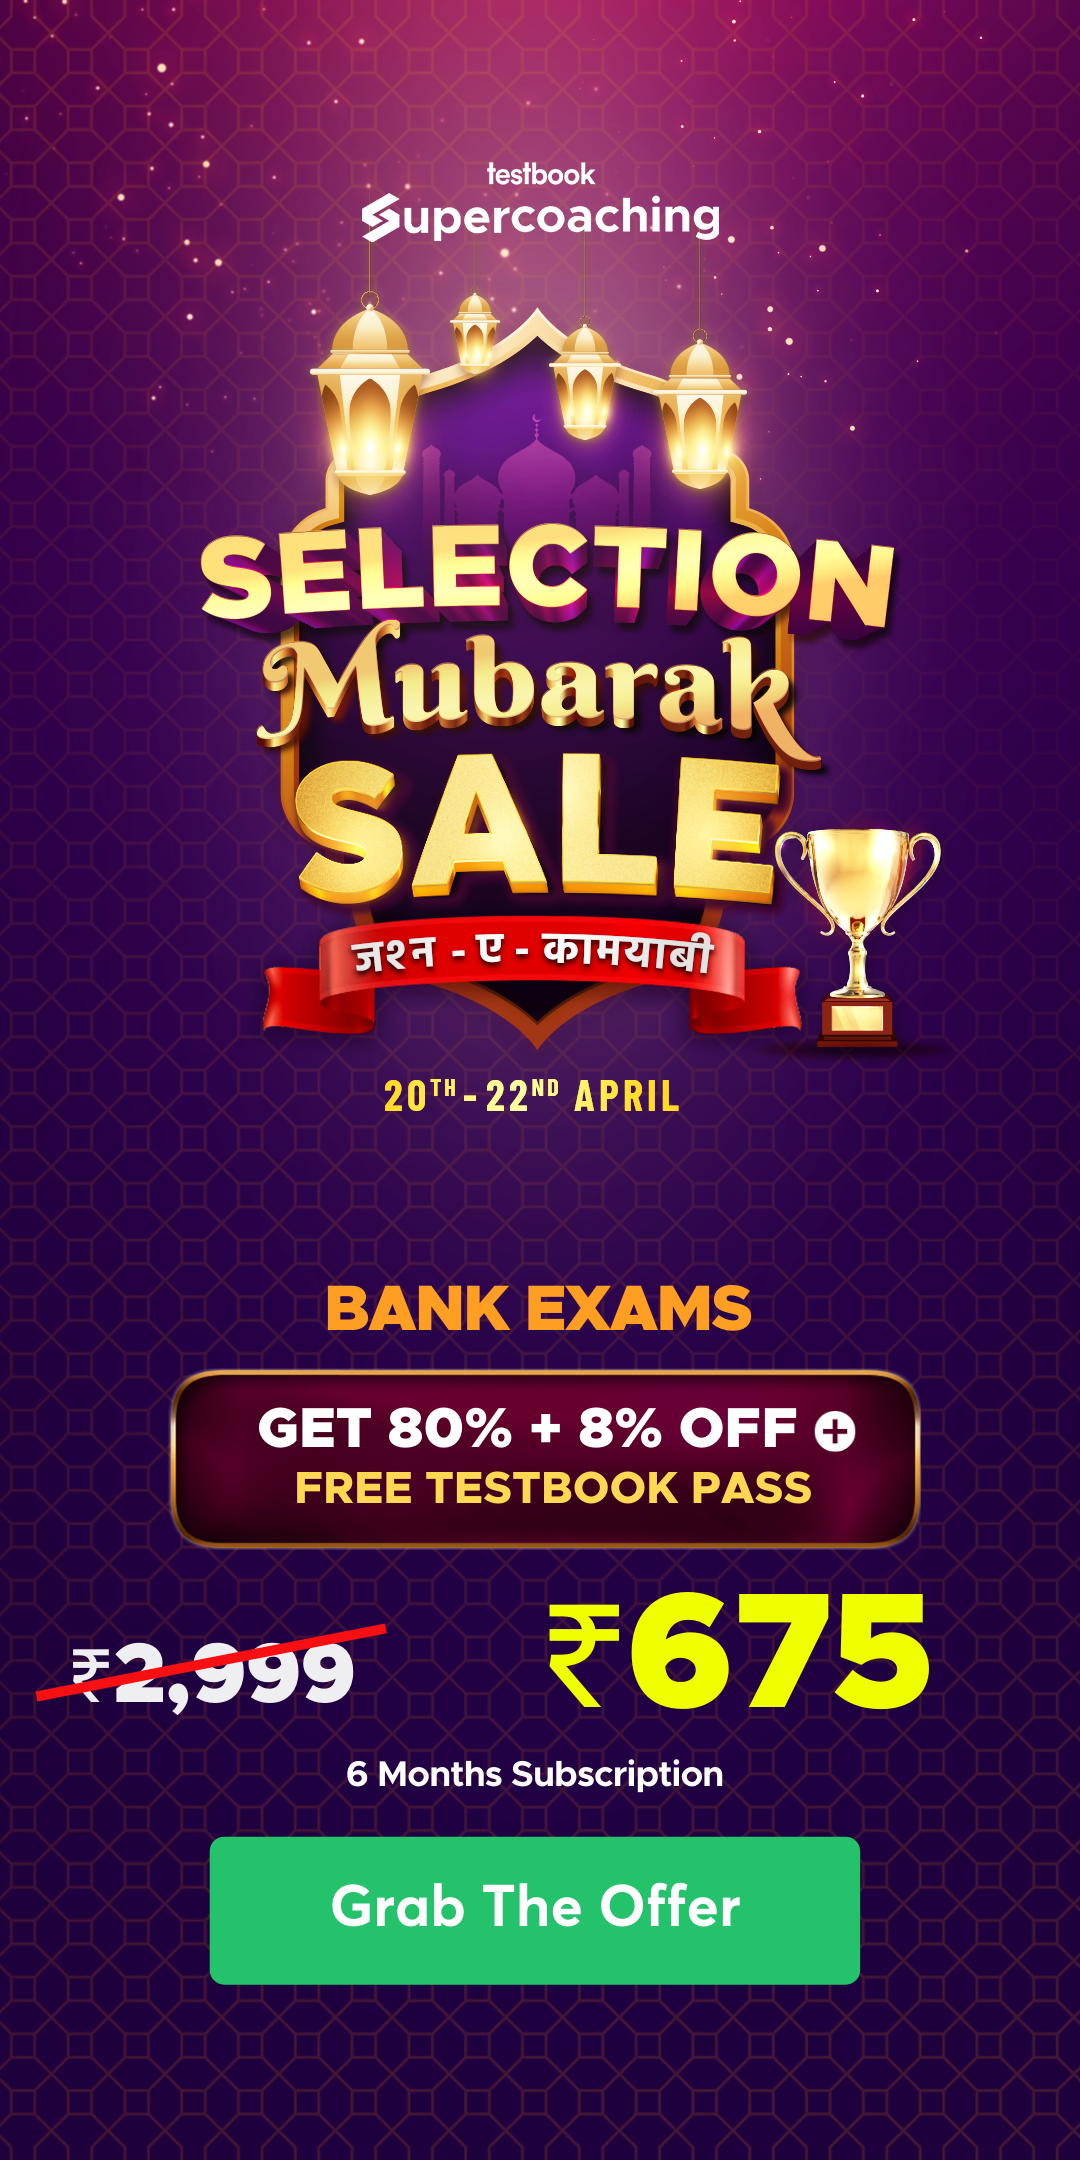 testbook
Supercoaching
SELECTION
Mubarak
SALE
जश्न - ए - कामयाबी
20TH - 22ND APRIL
BANK EXAMS
GET 80% + 8% OFF +
FREE TESTBOOK PASS
₹2,999
₹675
6 Months Subscription
Grab The Offer